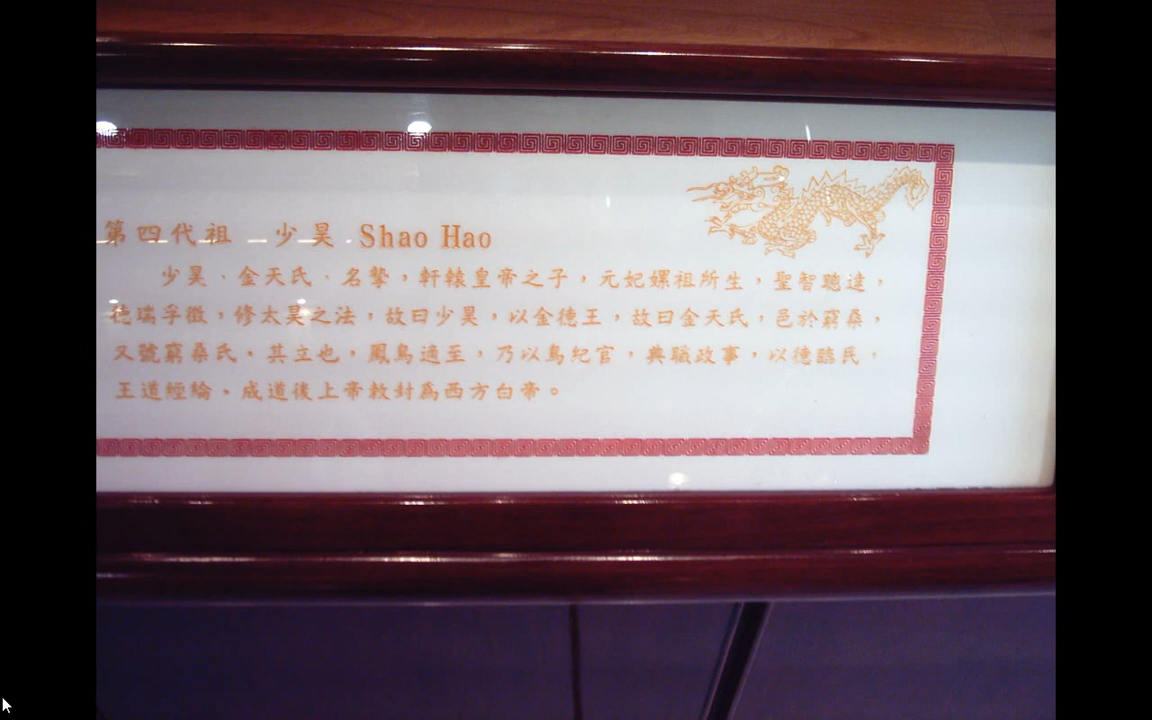 第四代祖 少昊 Shao Hao
少昊、金天氏、名摯，軒轅皇帝之子，元妃嫘祖所生，聖智聰達，
德瑞孚徵，修太昊之法，故曰少昊，以金德王，故曰金天氏，邑於窮桑，
又號窮桑氏，其立也，鳳鳥適至，乃以鳥紀官，典職政事，以德臨民，
王道經綸，成道後上帝敕封為西方白帝。